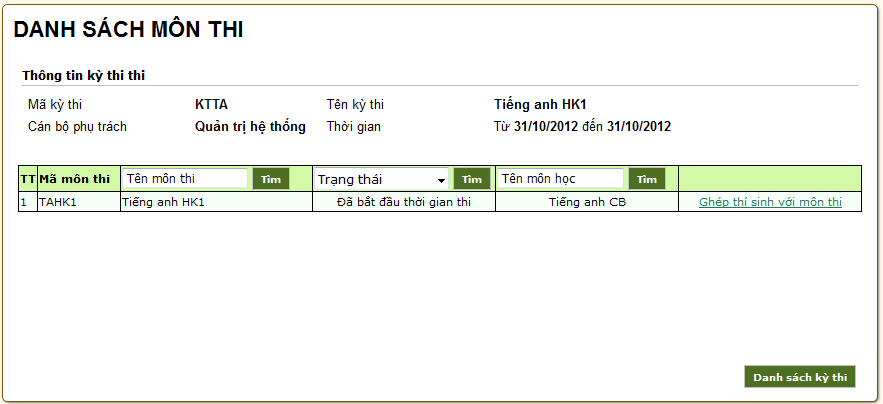 DANH SÁCH MÔN THI
Thông tin kỳ thi thi
Mã kỳ thi KTTA Tên kỳ thi Tiếng anh HK1
Cán bộ phụ trách Quản trị hệ thống Thời gian Từ 31/10/2012 đến 31/10/2012
TT Mã môn thi Tên môn thi Tìm Trạng thái Tìm Tên môn học Tìm
1 TAHK1 Tiếng anh HK1 Đã bắt đầu thời gian thi Tiếng anh CB Ghép thí sinh với môn thi
Danh sách kỳ thi